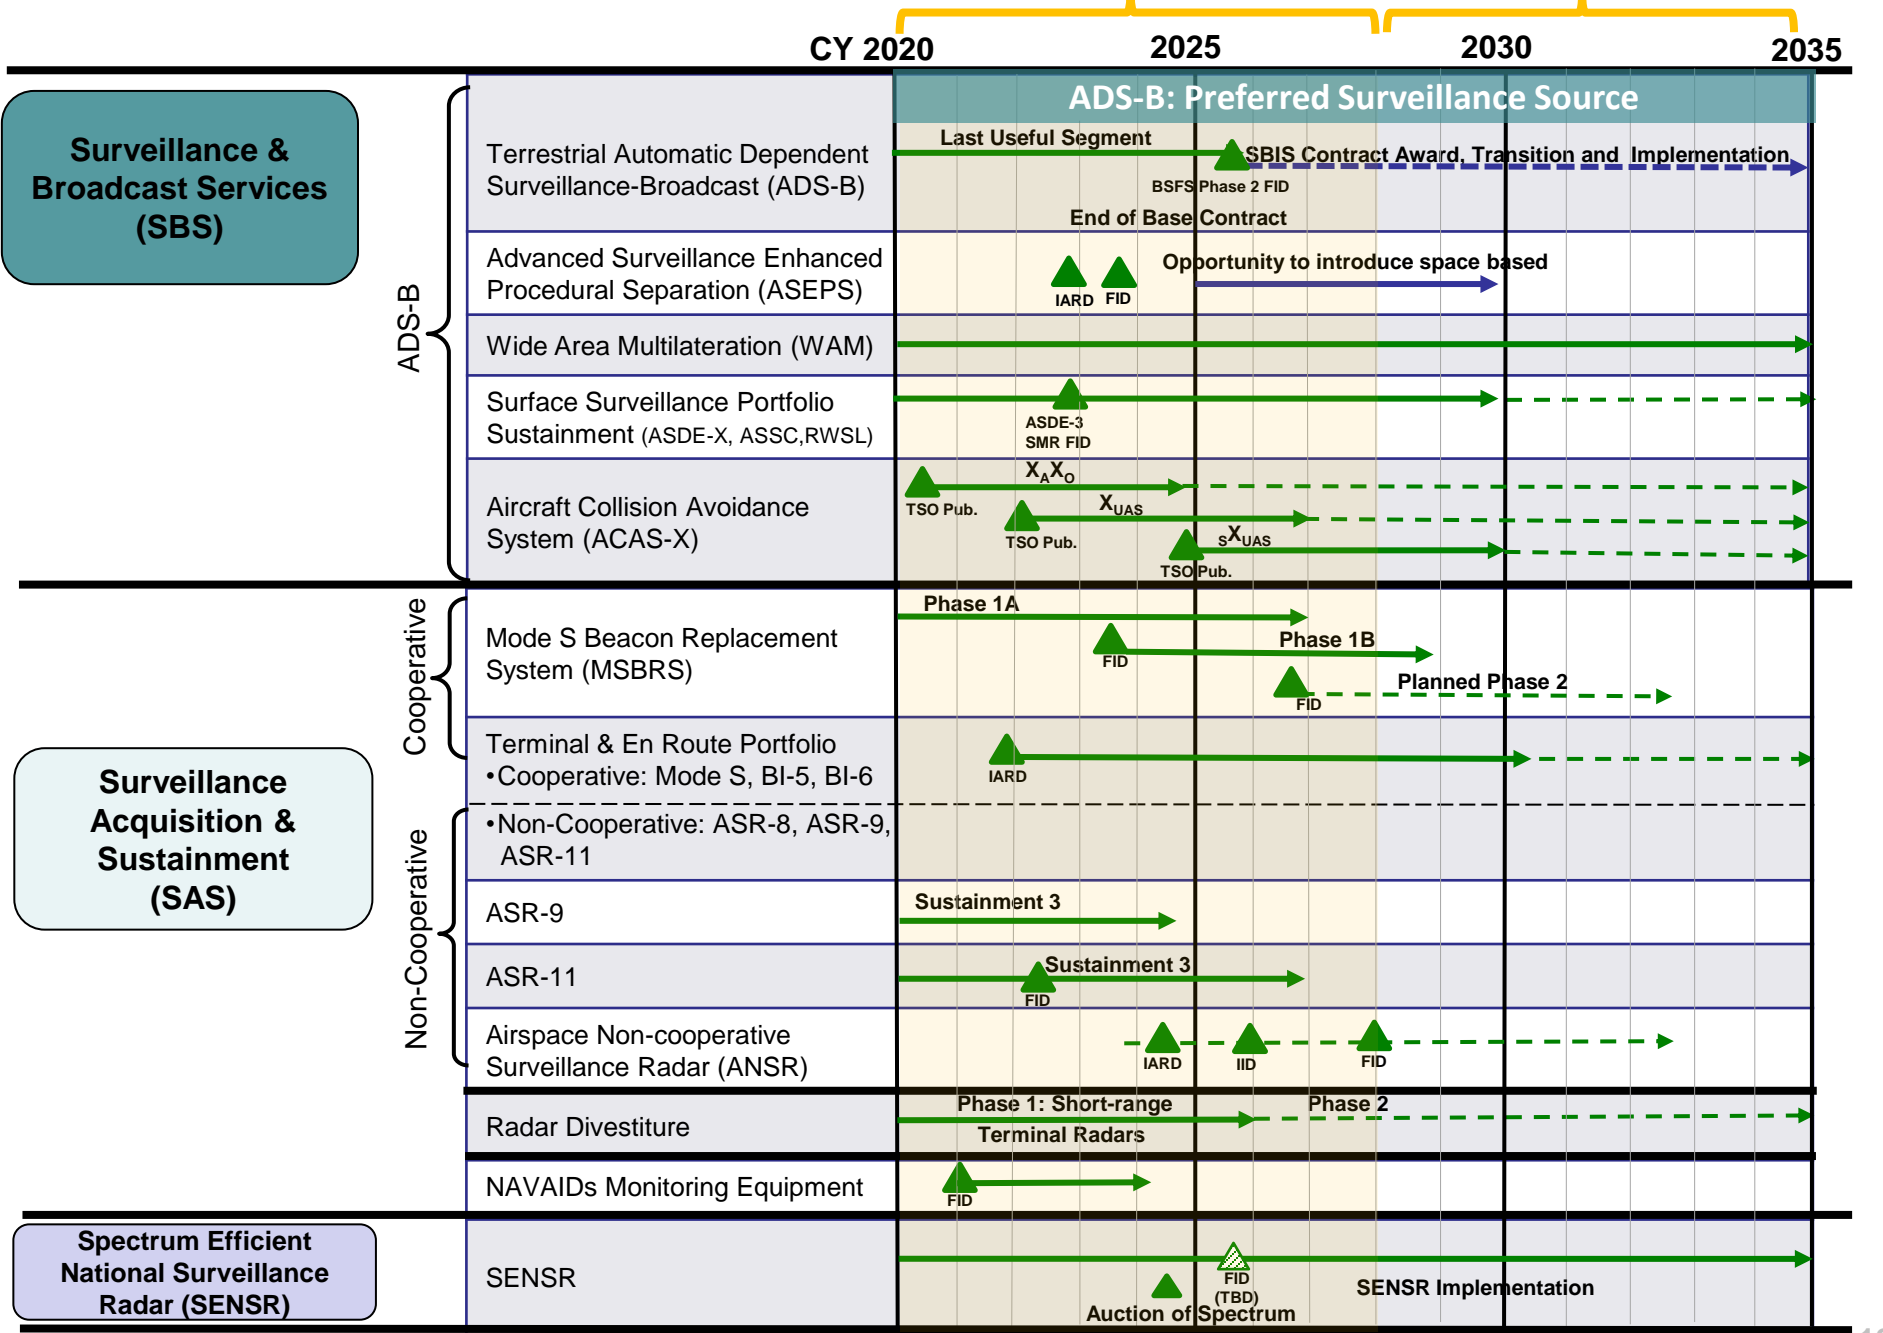 CY 2020 2025 2030 2035
ADS-B: Preferred Surveillance Source
Surveillance &
Broadcast Services
(SBS)
ADS-B
Terrestrial Automatic Dependent
Surveillance-Broadcast (ADS-B)
Last Useful Segment
SBIS Contract Award, Transition and Implementation
BSFS Phase 2 FID
End of Base Contract
Advanced Surveillance Enhanced
Procedural Separation (ASEPS)
IARD FID
Opportunity to introduce space based
Wide Area Multilateration (WAM)
Surface Surveillance Portfolio
Sustainment (ASDE-X, ASSC,RWSL)
ASDE-3
SMR FID
Aircraft Collision Avoidance
System (ACAS-X)
XAXO
TSO Pub.
XUAS
TSO Pub.
sXUAS
TSO Pub.
Surveillance
Acquisition &
Sustainment
(SAS)
Cooperative
Mode S Beacon Replacement
System (MSBRS)
Phase 1A
Phase 1B
FID
Planned Phase 2
FID
Terminal & En Route Portfolio
•Cooperative: Mode S, BI-5, BI-6
IARD
Non-Cooperative
•Non-Cooperative: ASR-8, ASR-9,
ASR-11
ASR-9
Sustainment 3
ASR-11
Sustainment 3
FID
Airspace Non-cooperative
Surveillance Radar (ANSR)
IARD IID FID
Radar Divestiture
Phase 1: Short-range
Terminal Radars
Phase 2
NAVAIDs Monitoring Equipment
FID
Spectrum Efficient
National Surveillance
Radar (SENSR)
SENSR
FID
(TBD)
Auction of Spectrum
SENSR Implementation